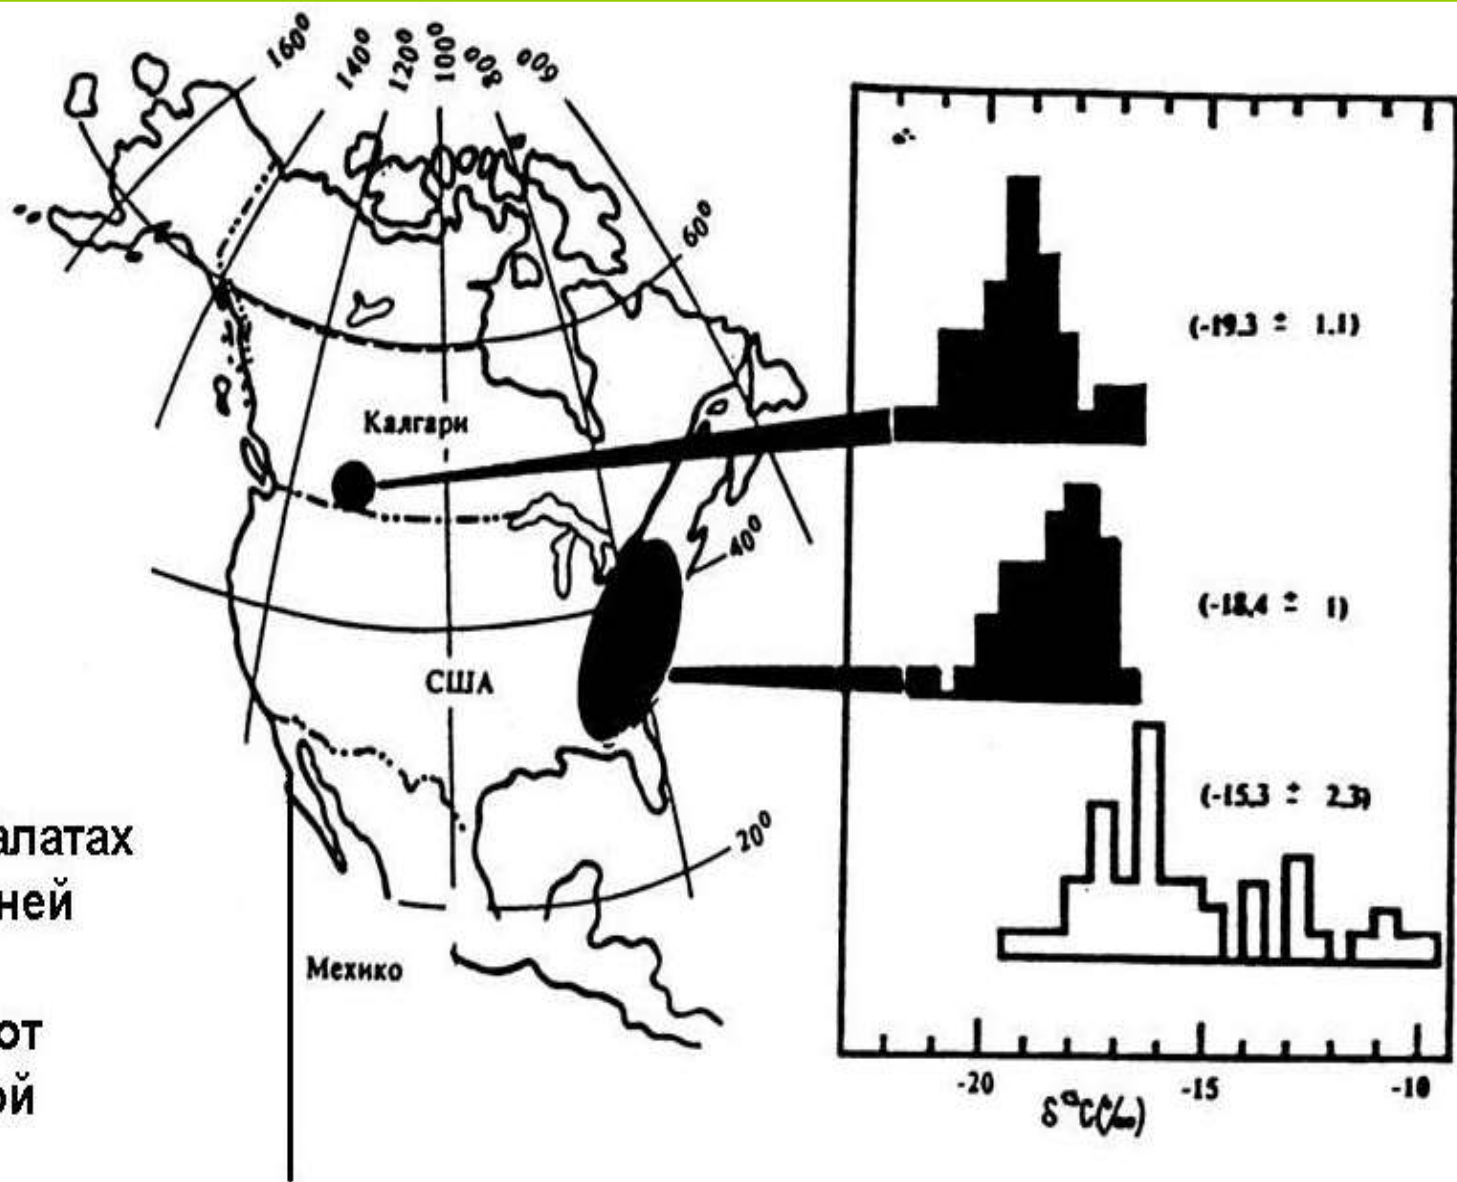 160⁰
140⁰
120⁰
100⁰
80⁰
60⁰
60⁰
Калгари
40⁰
США
20⁰
Мехико
(-19.3 ± 1.1)
(-18,4 ± 1)
(-15.3 ± 2.3)
-20
-15
-10
алатах
ней
от
ой